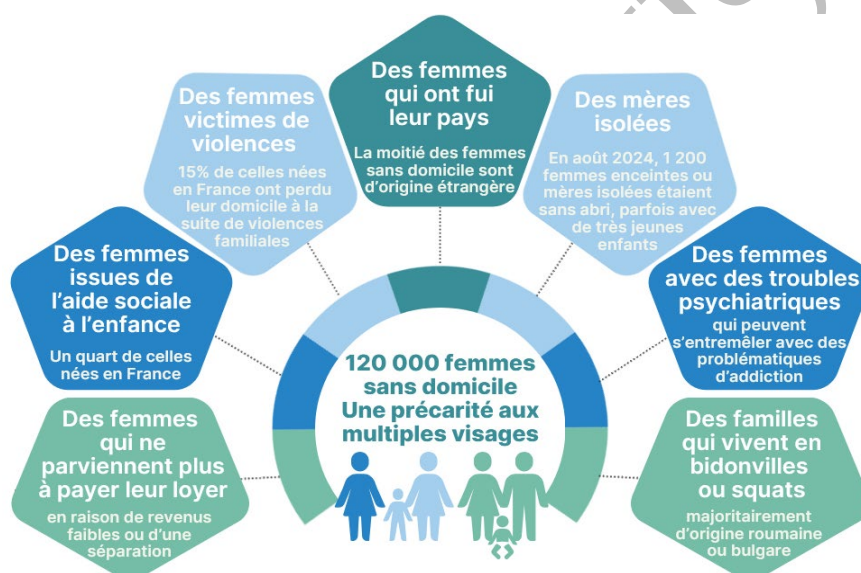 Des femmes
qui ont fui
leur pays
La moitié des femmes
sans domicile sont
d'origine étrangère
Des femmes
victimes de
violences
15% de celles nées
en France ont perdu
leur domicile à la
suite de violences
familiales
Des mères
isolées
En août 2024, 1 200
femmes enceintes ou
mères isolées étaient
sans abri, parfois avec
de très jeunes
enfants
Des femmes
issues de
l'aide sociale
à l'enfance
Un quart de celles
nées en France
Des femmes
avec des troubles
psychiatriques
qui peuvent
s'entremêler avec des
problématiques
d'addiction
120 000 femmes
sans domicile
Une précarité aux
multiples visages
Des femmes
qui ne
parviennent plus
à payer leur loyer
en raison de revenus
faibles ou d'une
séparation
Des familles
qui vivent en
bidonvilles
ou squats
majoritairement
d'origine roumaine
ou bulgare